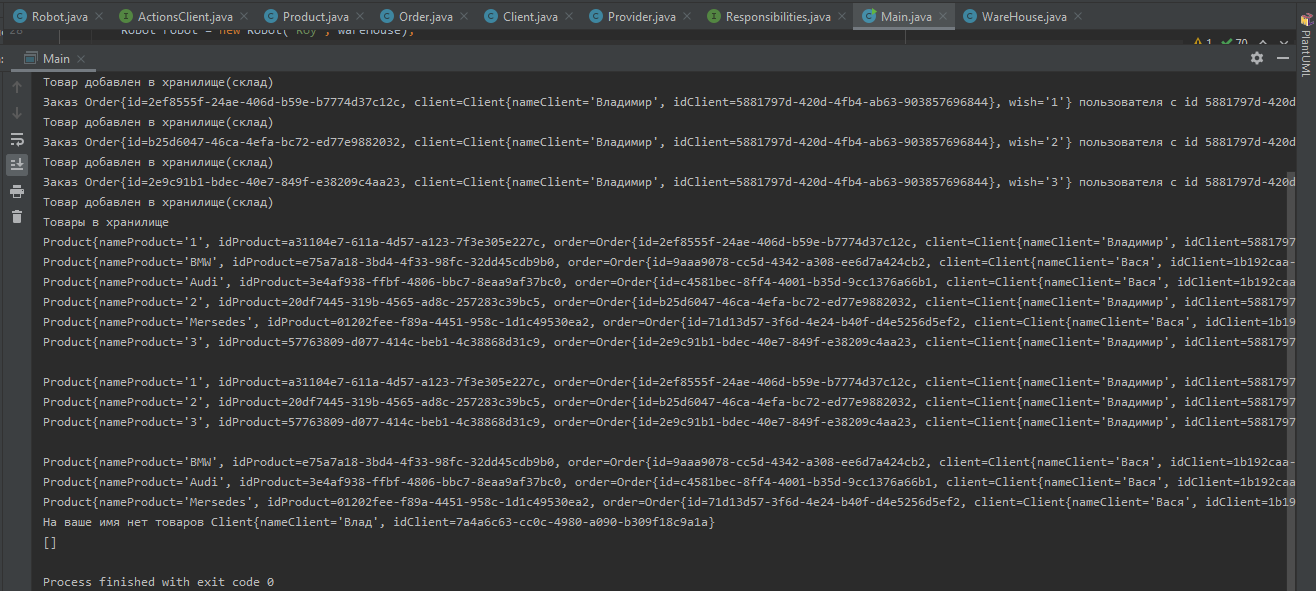 Robot.java ActionsClient.java Product.java Order.java Client.java Provider.java Responsibilities.java Main.java WareHouse.java
28 Robot robot = new Robot("Roy", warehouse); 1 70
Main
PlantUML
Товар добавлен в хранилище(склад)
Заказ Order{id=2ef8555f-24ae-406d-b59e-b7774d37c12c, client=Client{nameClient='Владимир', idClient=5881797d-420d-4fb4-ab63-903857696844}, wish='1'} пользователя с id 5881797d-420d
Товар добавлен в хранилище(склад)
Заказ Order{id=b25d6047-46ca-4efa-bc72-ed77e9882032, client=Client{nameClient='Владимир', idClient=5881797d-420d-4fb4-ab63-903857696844}, wish='2'} пользователя с id 5881797d-420d
Товар добавлен в хранилище(склад)
Заказ Order{id=2e9c91b1-bdec-40e7-849f-e38209c4aa23, client=Client{nameClient='Владимир', idClient=5881797d-420d-4fb4-ab63-903857696844}, wish='3'} пользователя с id 5881797d-420d
Товар добавлен в хранилище(склад)
Товары в хранилище
Product{nameProduct='1', idProduct=a31104e7-611a-4d57-a123-7f3e305e227c, order=Order{id=2ef8555f-24ae-406d-b59e-b7774d37c12c, client=Client{nameClient='Владимир', idClient=5881797
Product{nameProduct='BMW', idProduct=e75a7a18-3bd4-4f33-98fc-32dd45cdb9b0, order=Order{id=9aaa9078-cc5d-4342-a308-ee6d7a424cb2, client=Client{nameClient='Вася', idClient=1b192caa-
Product{nameProduct='Audi', idProduct=3e4af938-ffbf-4806-bbc7-8eaa9af37bc0, order=Order{id=c4581bec-8ff4-4001-b35d-9cc1376a66b1, client=Client{nameClient='Вася', idClient=1b192caa
Product{nameProduct='2', idProduct=20df7445-319b-4565-ad8c-257283c39bc5, order=Order{id=b25d6047-46ca-4efa-bc72-ed77e9882032, client=Client{nameClient='Владимир', idClient=5881797
Product{nameProduct='Mersedes', idProduct=01202fee-f89a-4451-958c-1d1c49530ea2, order=Order{id=71d13d57-3f6d-4e24-b40f-d4e5256d5ef2, client=Client{nameClient='Вася', idClient=1b19
Product{nameProduct='3', idProduct=57763809-d077-414c-beb1-4c38868d31c9, order=Order{id=2e9c91b1-bdec-40e7-849f-e38209c4aa23, client=Client{nameClient='Владимир', idClient=5881797
Product{nameProduct='1', idProduct=a31104e7-611a-4d57-a123-7f3e305e227c, order=Order{id=2ef8555f-24ae-406d-b59e-b7774d37c12c, client=Client{nameClient='Владимир', idClient=5881797
Product{nameProduct='2', idProduct=20df7445-319b-4565-ad8c-257283c39bc5, order=Order{id=b25d6047-46ca-4efa-bc72-ed77e9882032, client=Client{nameClient='Владимир', idClient=5881797
Product{nameProduct='3', idProduct=57763809-d077-414c-beb1-4c38868d31c9, order=Order{id=2e9c91b1-bdec-40e7-849f-e38209c4aa23, client=Client{nameClient='Владимир', idClient=5881797
Product{nameProduct='BMW', idProduct=e75a7a18-3bd4-4f33-98fc-32dd45cdb9b0, order=Order{id=9aaa9078-cc5d-4342-a308-ee6d7a424cb2, client=Client{nameClient='Вася', idClient=1b192caa-
Product{nameProduct='Audi', idProduct=3e4af938-ffbf-4806-bbc7-8eaa9af37bc0, order=Order{id=c4581bec-8ff4-4001-b35d-9cc1376a66b1, client=Client{nameClient='Вася', idClient=1b192caa
Product{nameProduct='Mersedes', idProduct=01202fee-f89a-4451-958c-1d1c49530ea2, order=Order{id=71d13d57-3f6d-4e24-b40f-d4e5256d5ef2, client=Client{nameClient='Вася', idClient=1b19
На ваше имя нет товаров Client{nameClient='Влад', idClient=7a4a6c63-cc0c-4980-a090-b309f18c9a1a}
[]
Process finished with exit code 0